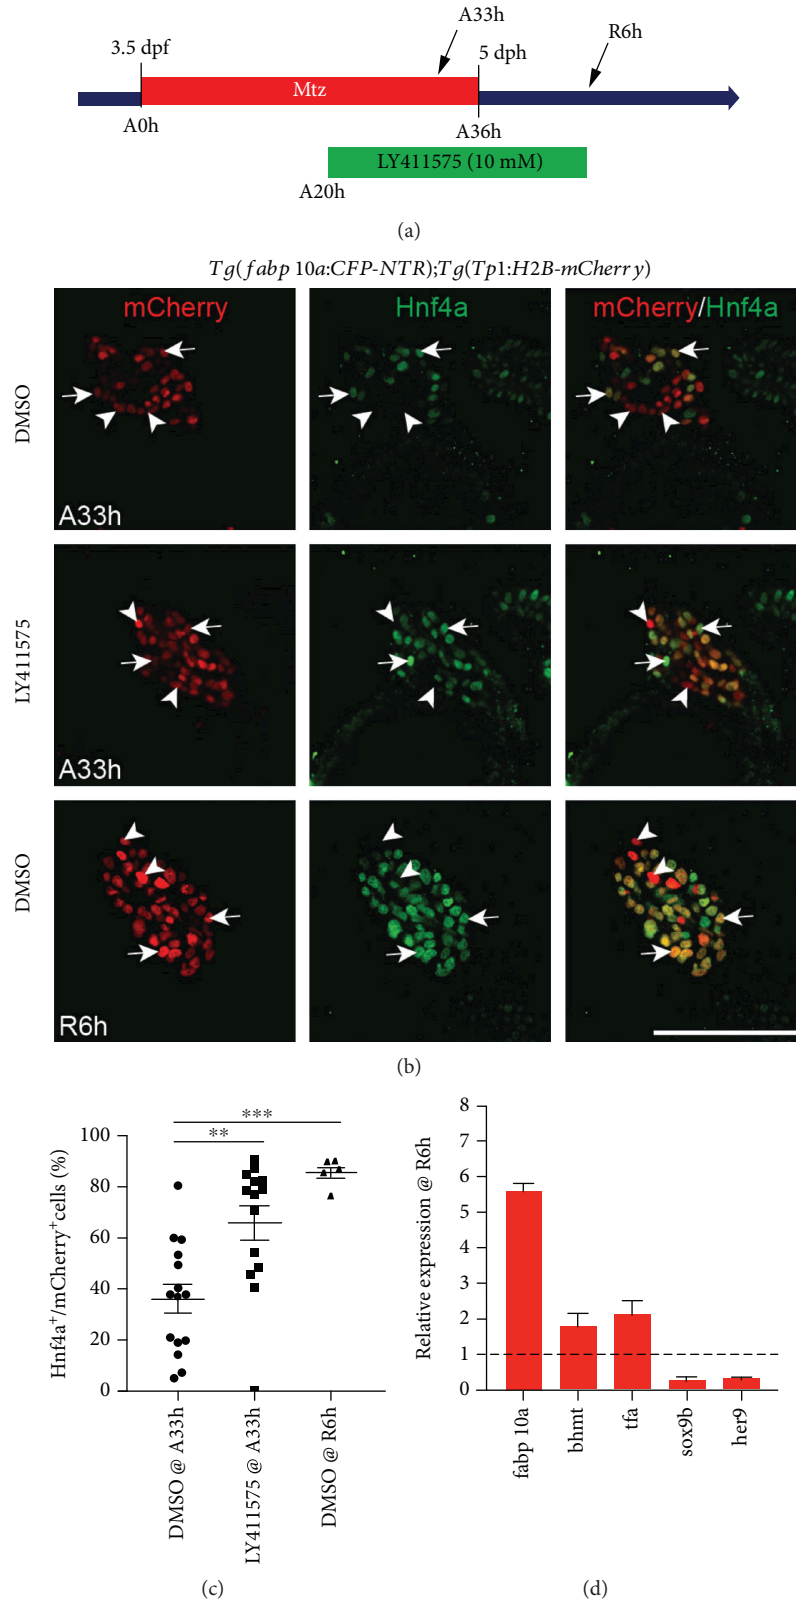 A33h
R6h
3.5 dpf
5 dph
Mtz
A0h
A36h
LY411575 (10 mM)
A20h
(a)
Tg(fabp 10a:CFP-NTR);Tg(Tp1:H2B-mCherry)
mCherry
Hnf4a
mCherry/Hnf4a
DMSO
A33h
LY411575
A33h
DMSO
R6h
(b)
Hnf4a+/mCherry+cells (%)
100
80
60
40
20
0
***
**
DMSO @ A33h
LY411575 @ A33h
DMSO @ R6h
(c)
Relative expression @ R6h
8
7
6
5
4
3
2
1
0
fabp 10a
bhmt
tfa
sox9b
her9
(d)